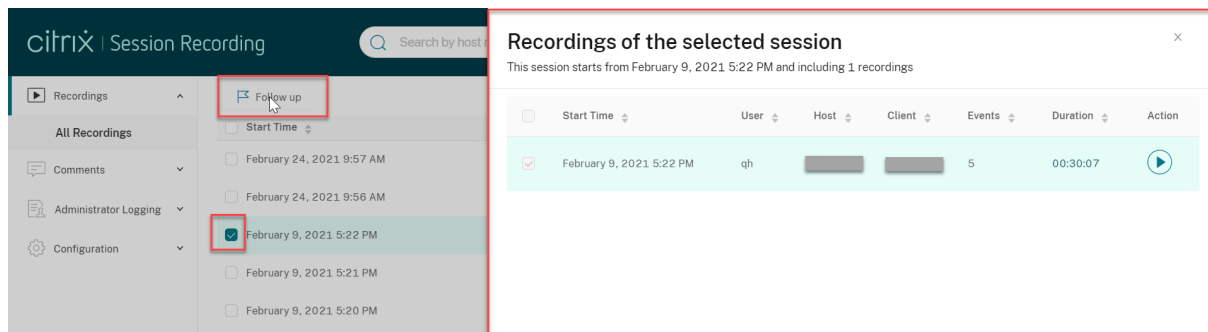 citrix | Session Recording
Search by host
Recordings
All Recordings
Comments
Administrator Logging
Configuration
Follow up
Start Time
February 24, 2021 9:57 AM
February 24, 2021 9:56 AM
February 9, 2021 5:22 PM
February 9, 2021 5:21 PM
February 9, 2021 5:20 PM
Recordings of the selected session
X
This session starts from February 9, 2021 5:22 PM and including 1 recordings
Start Time User Host Client Events Duration Action
February 9, 2021 5:22 PM qh 5 00:30:07